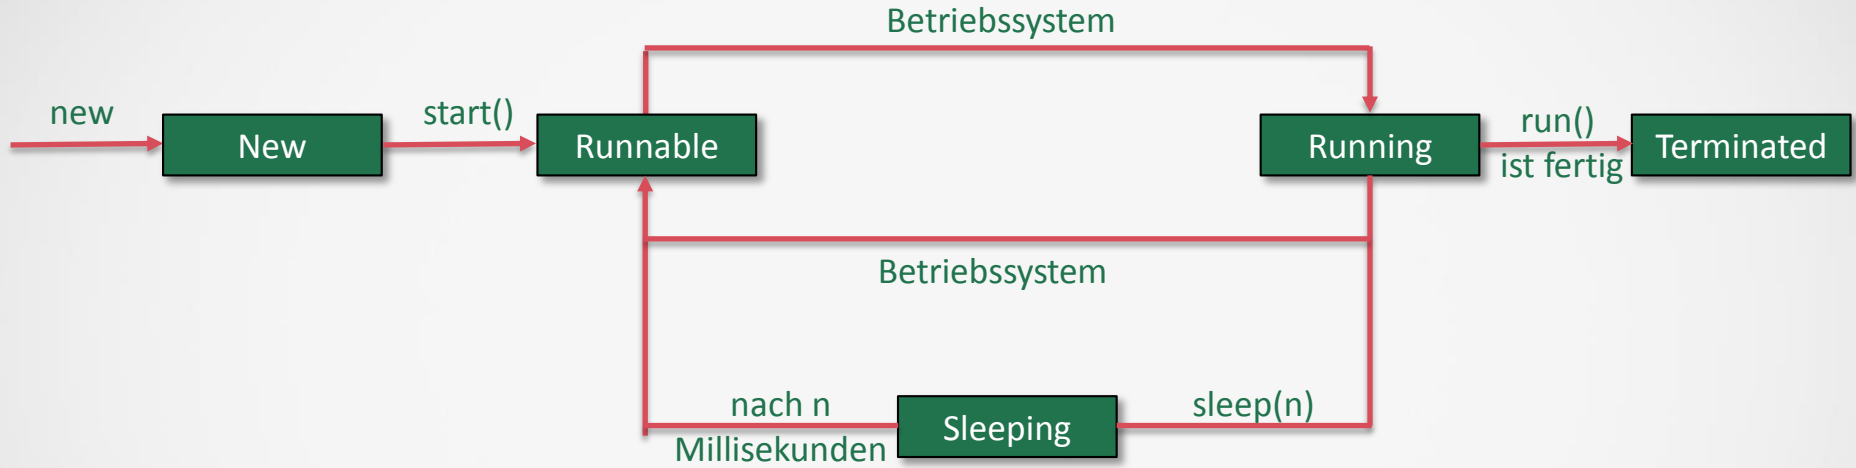 Betriebssystem
new
New
start()
Runnable
Running
run()
ist fertig
Terminated
Betriebssystem
nach n
Millisekunden
Sleeping
sleep(n)